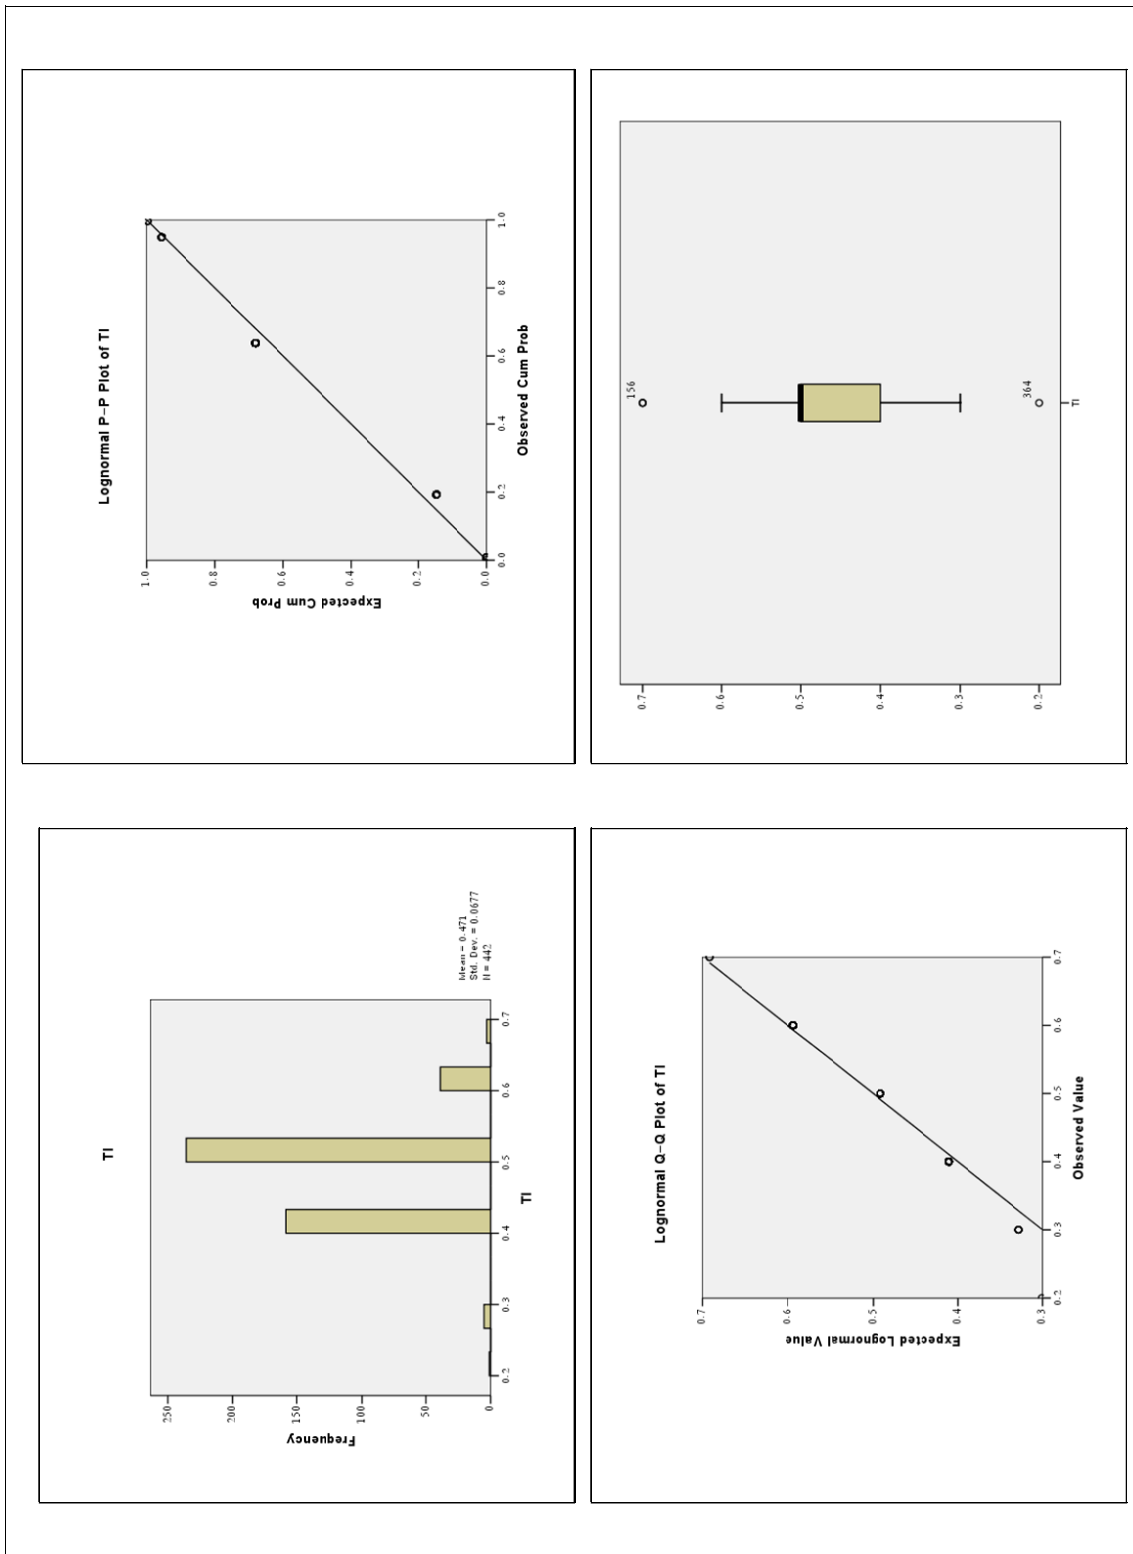 TI
Frequency
250
200
150
100
50
0
0.2 0.3 0.4 0.5 0.6 0.7
TI
Mean = 0.471
Std. Dev. = 0.0677
N = 442
Lognormal P-P Plot of TI
Expected Cum Prob
1.0
0.8
0.6
0.4
0.2
0.0
0.0 0.2 0.4 0.6 0.8 1.0
Observed Cum Prob
Lognormal Q-Q Plot of TI
Expected Lognormal Value
0.7
0.6
0.5
0.4
0.3
0.2 0.3 0.4 0.5 0.6 0.7
Observed Value
0.7
0.6
0.5
0.4
0.3
0.2
156
364
TI